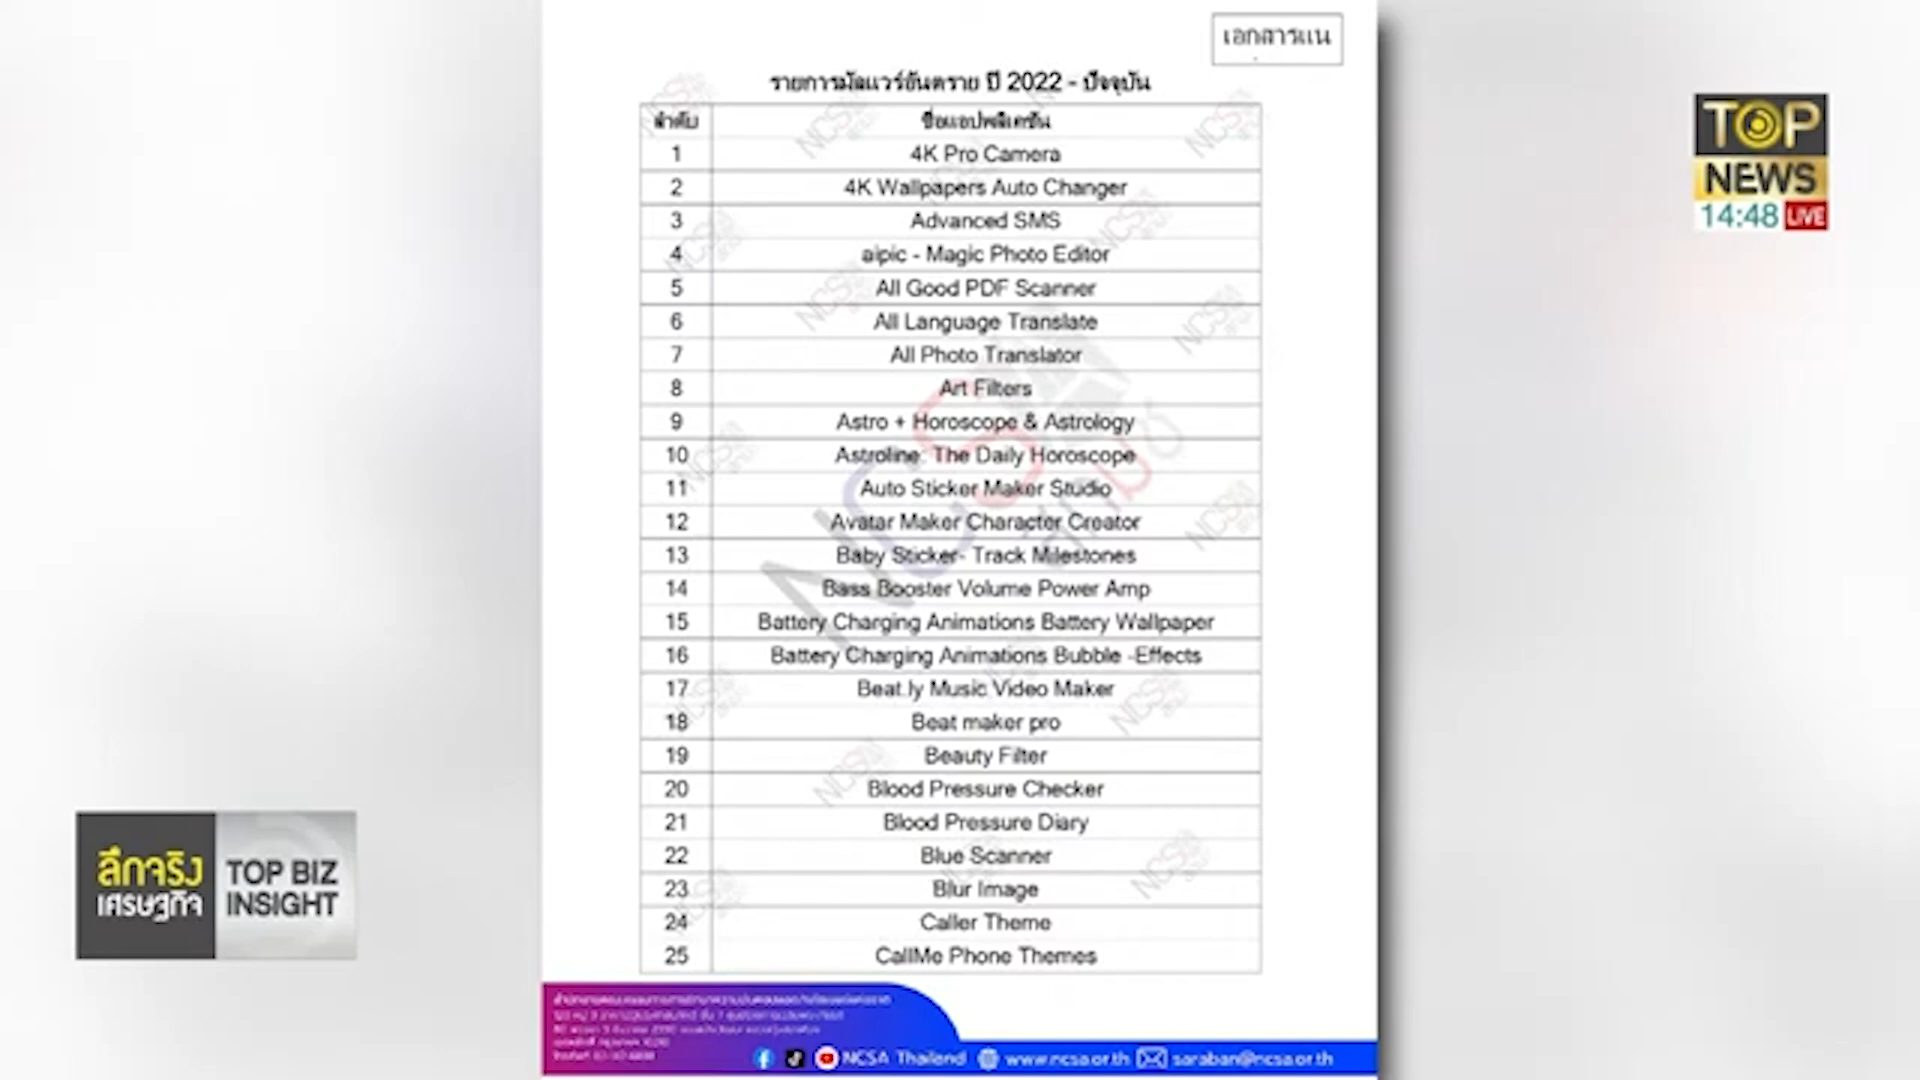 เอกสารแน
รายการมัลแวร์อันตราย ปี 2022 - ปัจจุบัน
ลำดับ ชื่อแอปพลิเคชัน
1 4K Pro Camera
2 4K Wallpapers Auto Changer
3 Advanced SMS
4 aipic - Magic Photo Editor
5 All Good PDF Scanner
6 All Language Translate
7 All Photo Translator
8 Art Filters
9 Astro + Horoscope & Astrology
10 Astroline: The Daily Horoscope
11 Auto Sticker Maker Studio
12 Avatar Maker Character Creator
13 Baby Sticker- Track Milestones
14 Bass Booster Volume Power Amp
15 Battery Charging Animations Battery Wallpaper
16 Battery Charging Animations Bubble -Effects
17 Beat.ly Music Video Maker
18 Beat maker pro
19 Beauty Filter
20 Blood Pressure Checker
21 Blood Pressure Diary
22 Blue Scanner
23 Blur Image
24 Caller Theme
25 CallMe Phone Themes
NCSA Thailand www.ncsa.or.th saraban@ncsa.or.th
TOP
NEWS
14:48 LIVE
ลึกจริง
เศรษฐกิจ
TOP BIZ
INSIGHT
NCSA
สกมช